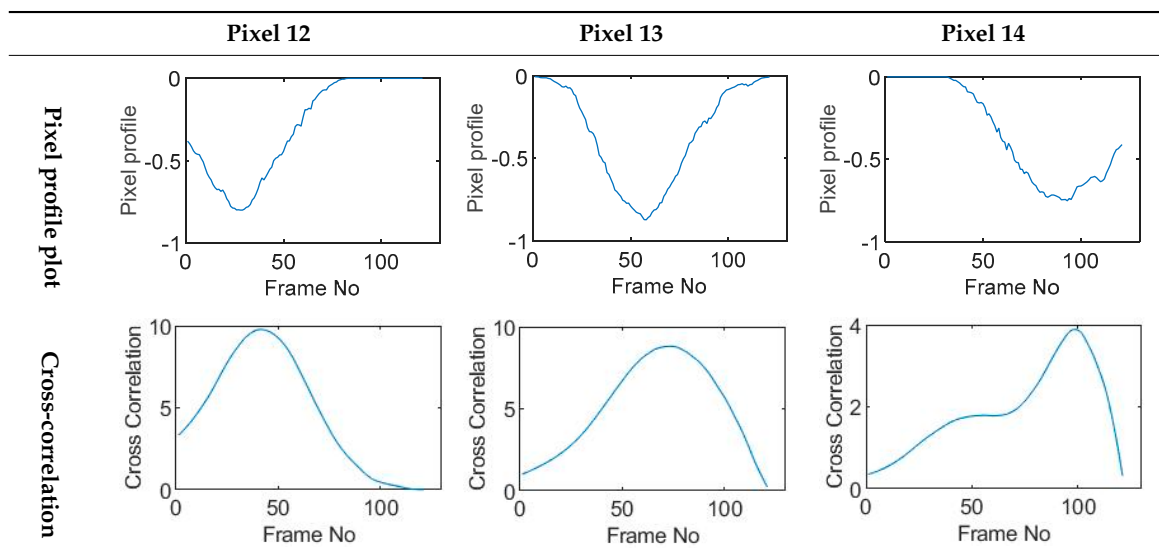 Pixel 12 Pixel 13 Pixel 14
Pixel profile plot
Pixel profile
0
-0.5
-1
0 50 100
Frame No
Pixel profile
0
-0.5
-1
0 50 100
Frame No
Pixel profile
0
-0.5
-1
0 50 100
Frame No
Cross-correlation
Cross Correlation
10
5
0
0 50 100
Frame No
Cross Correlation
10
5
0
0 50 100
Frame No
Cross Correlation
4
2
0
0 50 100
Frame No